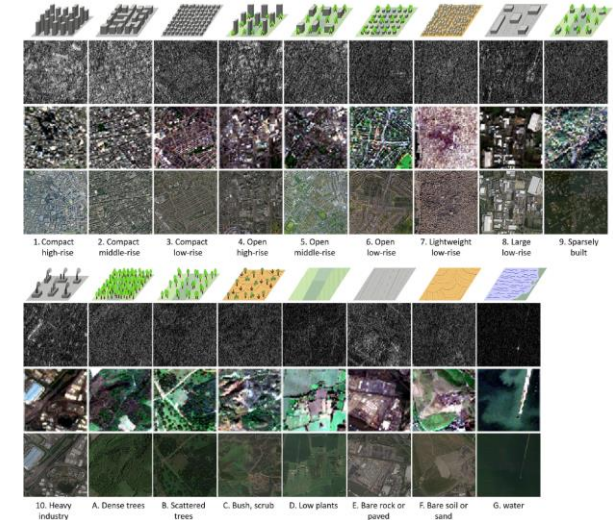 1. Compact 2. Compact 3. Compact 4. Open 5. Open 6. Open 7. Lightweight 8. Large 9. Sparsely
high-rise middle-rise low-rise high-rise middle-rise low-rise low-rise low-rise built
10. Heavy A. Dense trees B. Scattered C. Bush, scrub D. Low plants E. Bare rock or F. Bare soil or G. water
industry trees paved sand